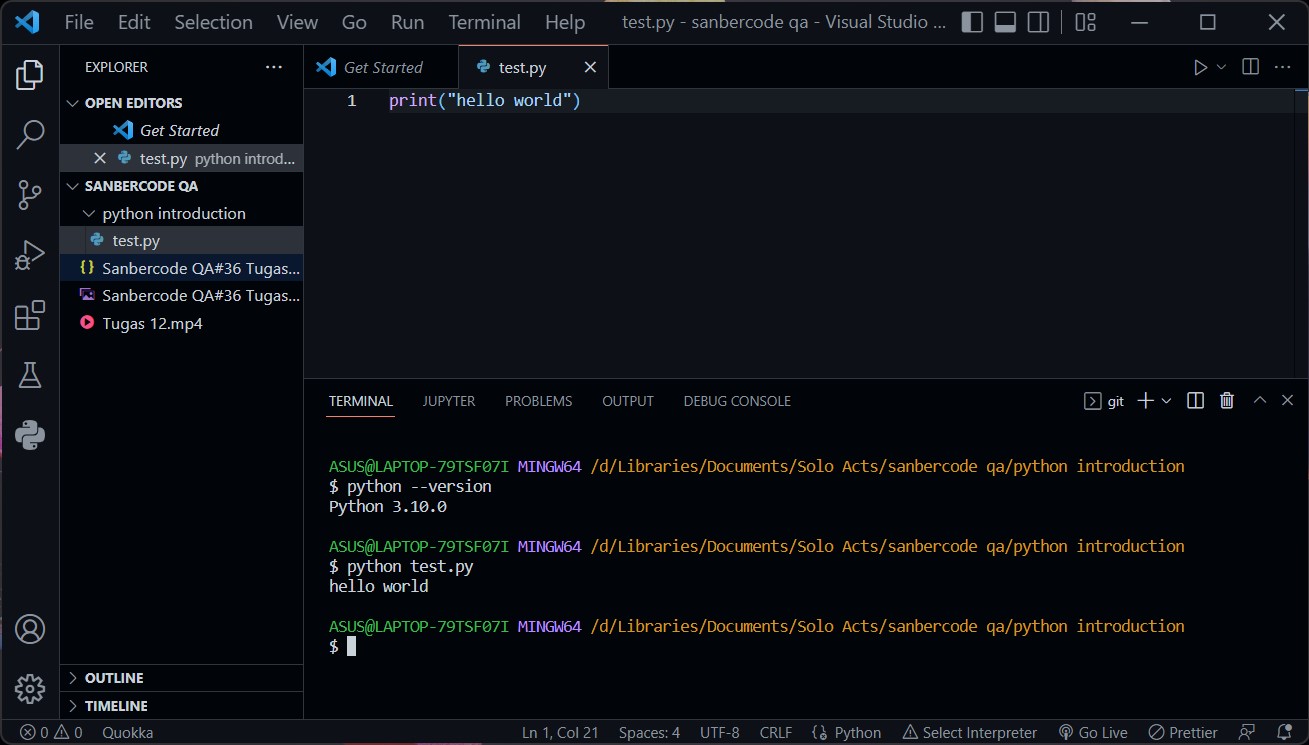 File Edit Selection View Go Run Terminal Help test.py - sanbercode qa - Visual Studio ...
EXPLORER
OPEN EDITORS
Get Started
test.py python introd...
SANBERCODE QA
python introduction
test.py
{} Sanbercode QA#36 Tugas...
Sanbercode QA#36 Tugas...
Tugas 12.mp4
OUTLINE
TIMELINE
Get Started test.py
1 print("hello world")
TERMINAL JUPYTER PROBLEMS OUTPUT DEBUG CONSOLE git
ASUS@LAPTOP-79TSF07I MINGW64 /d/Libraries/Documents/Solo Acts/sanbercode qa/python introduction
$ python --version
Python 3.10.0
ASUS@LAPTOP-79TSF07I MINGW64 /d/Libraries/Documents/Solo Acts/sanbercode qa/python introduction
$ python test.py
hello world
ASUS@LAPTOP-79TSF07I MINGW64 /d/Libraries/Documents/Solo Acts/sanbercode qa/python introduction
$
0 0 Quokka Ln 1, Col 21 Spaces: 4 UTF-8 CRLF Python Select Interpreter Go Live Prettier